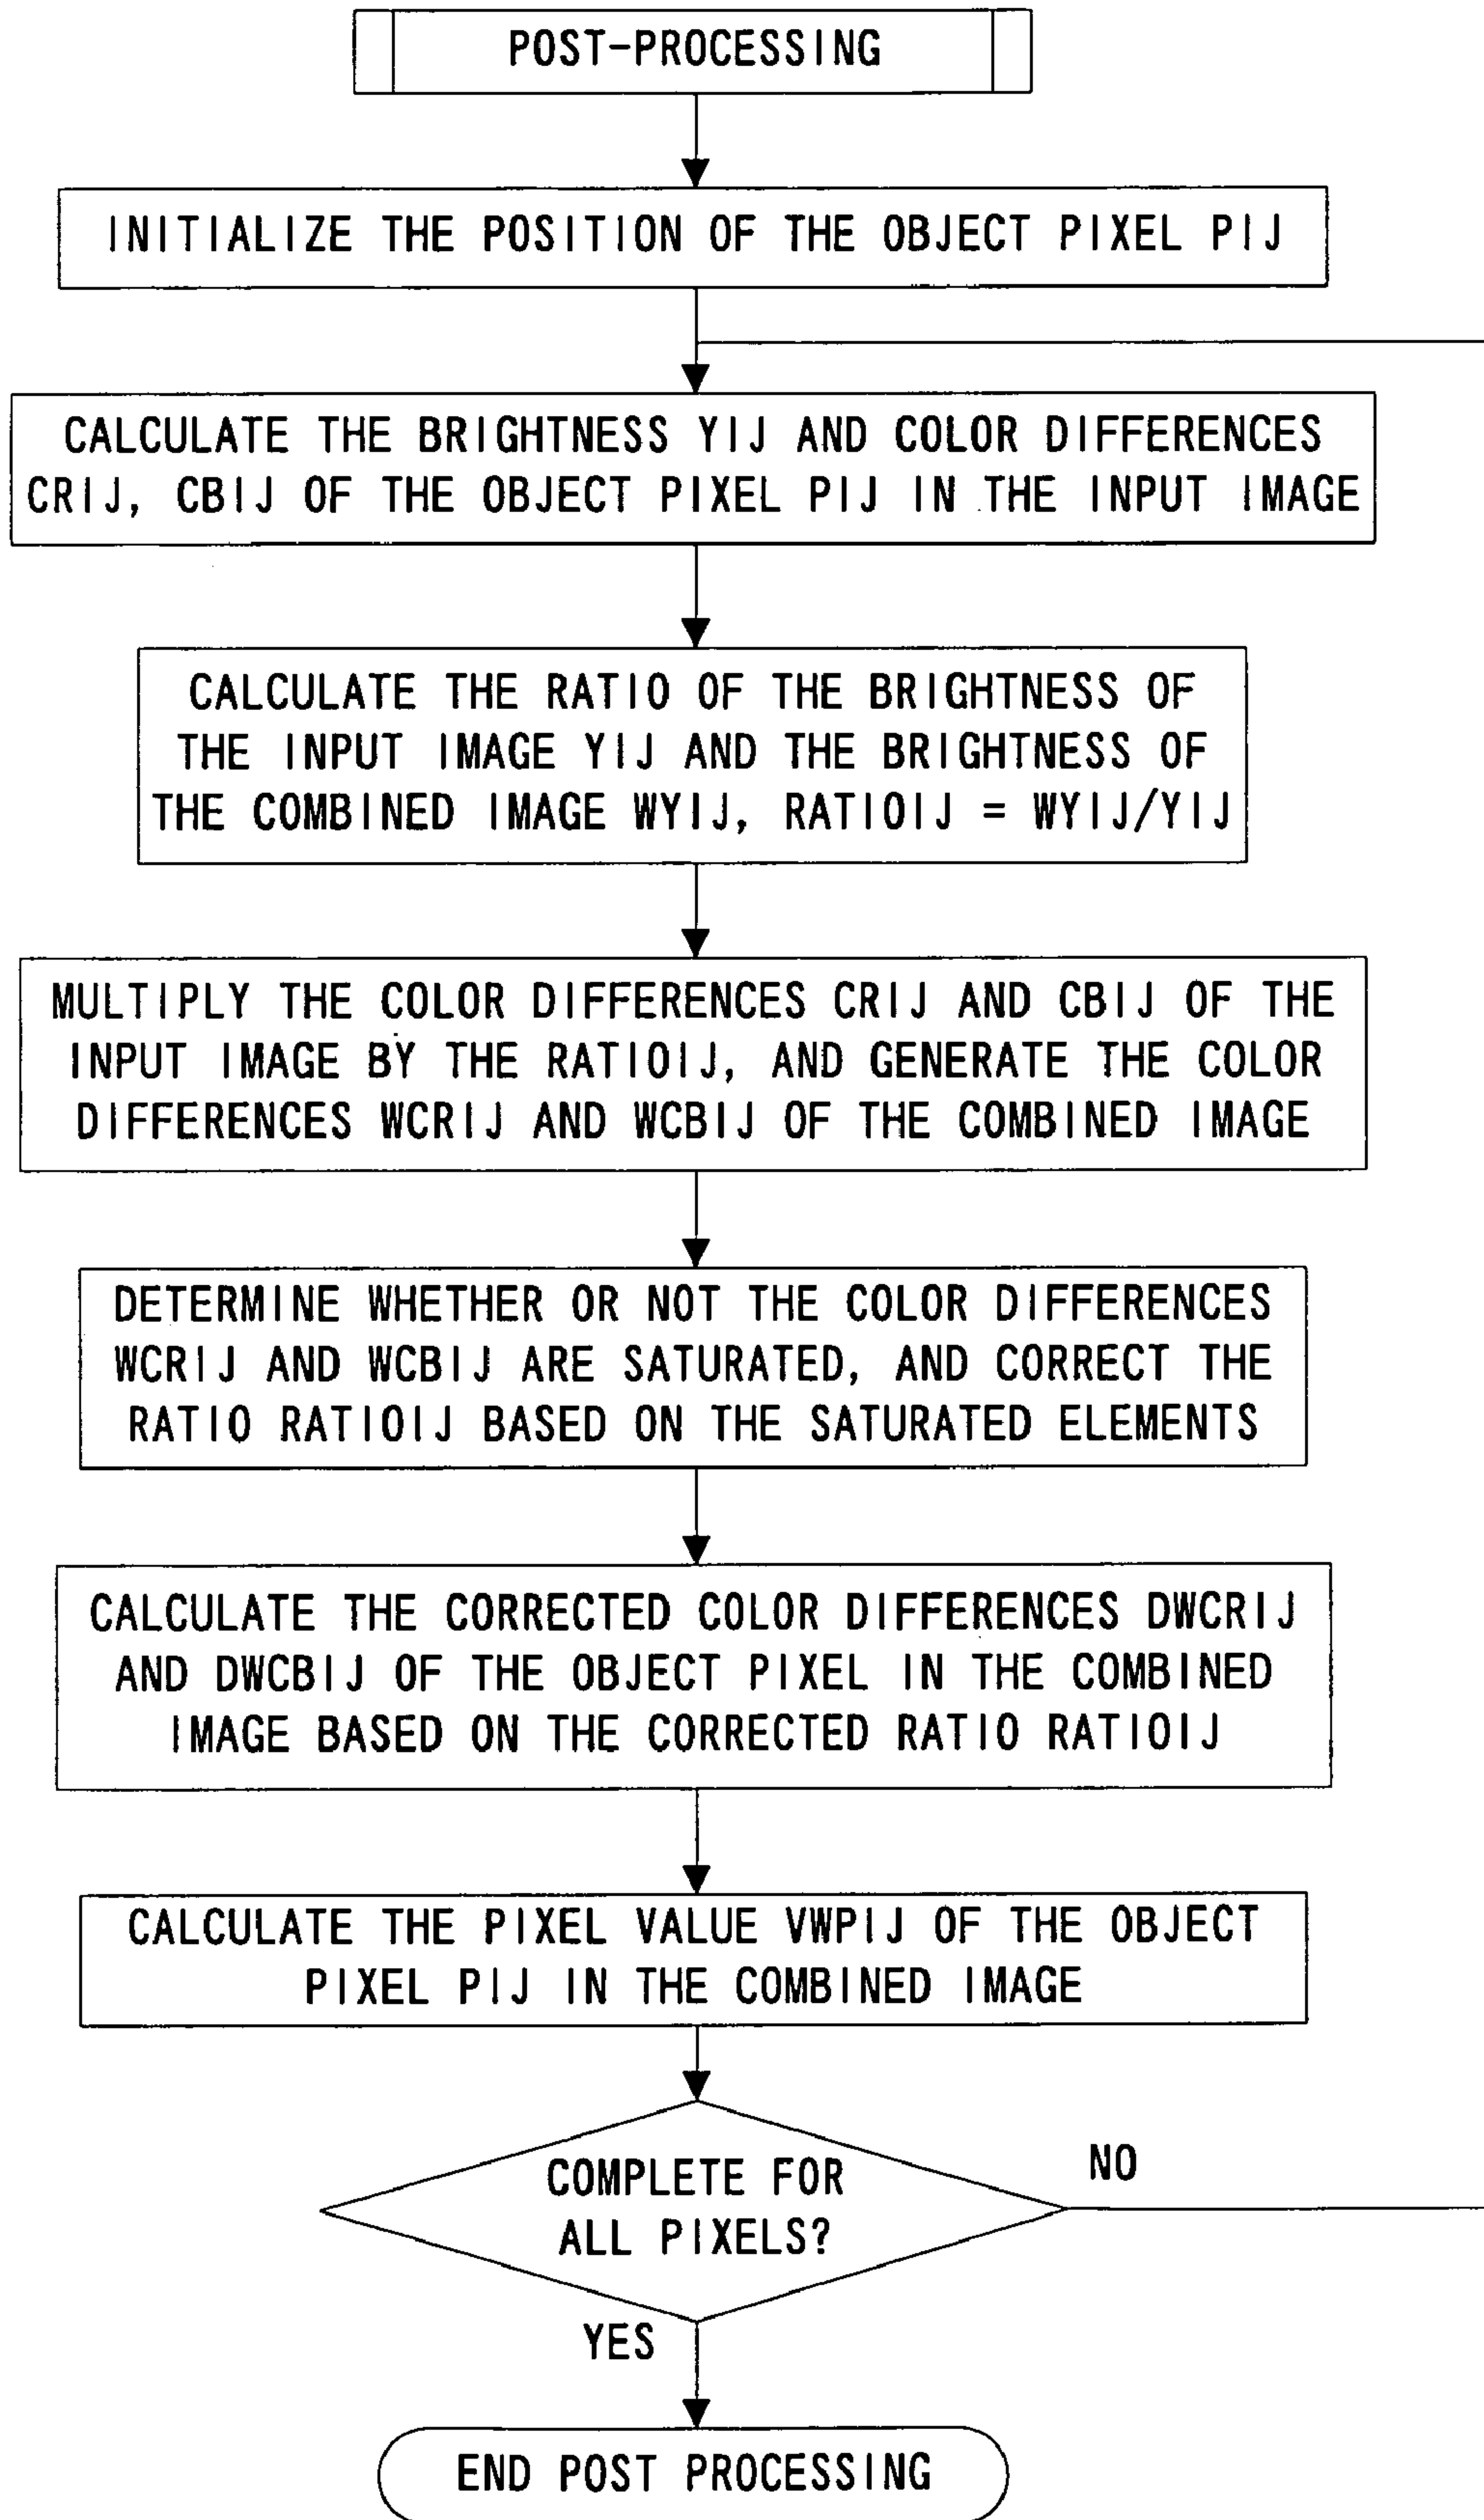 POST-PROCESSING
INITIALIZE THE POSITION OF THE OBJECT PIXEL PIJ
CALCULATE THE BRIGHTNESS YIJ AND COLOR DIFFERENCES
CRIJ, CBIJ OF THE OBJECT PIXEL PIJ IN THE INPUT IMAGE
CALCULATE THE RATIO OF THE BRIGHTNESS OF
THE INPUT IMAGE YIJ AND THE BRIGHTNESS OF
THE COMBINED IMAGE WYIJ, RATIOIJ = WYIJ/YIJ
MULTIPLY THE COLOR DIFFERENCES CRIJ AND CBIJ OF THE
INPUT IMAGE BY THE RATIOIJ, AND GENERATE THE COLOR
DIFFERENCES WCRIJ AND WCBIJ OF THE COMBINED IMAGE
DETERMINE WHETHER OR NOT THE COLOR DIFFERENCES
WCRIJ AND WCBIJ ARE SATURATED, AND CORRECT THE
RATIO RATIOIJ BASED ON THE SATURATED ELEMENTS
CALCULATE THE CORRECTED COLOR DIFFERENCES DWCRIJ
AND DWCBIJ OF THE OBJECT PIXEL IN THE COMBINED
IMAGE BASED ON THE CORRECTED RATIO RATIOIJ
CALCULATE THE PIXEL VALUE VWPIJ OF THE OBJECT
PIXEL PIJ IN THE COMBINED IMAGE
COMPLETE FOR
ALL PIXELS?
NO
YES
END POST PROCESSING